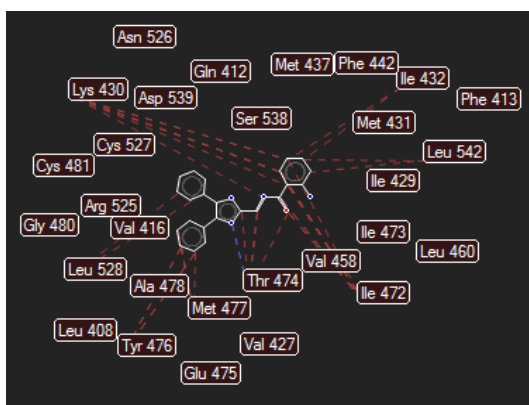 Asn 526
Gln 412
Met 437
Phe 442
Ile 432
Lys 430
Asp 539
Phe 413
Ser 538
Met 431
Cys 527
Leu 542
Cys 481
Ile 429
Arg 525
Gly 480
Val 416
Ile 473
Leu 460
Val 458
Leu 528
Thr 474
Ala 478
Ile 472
Met 477
Leu 408
Tyr 476
Val 427
Glu 475